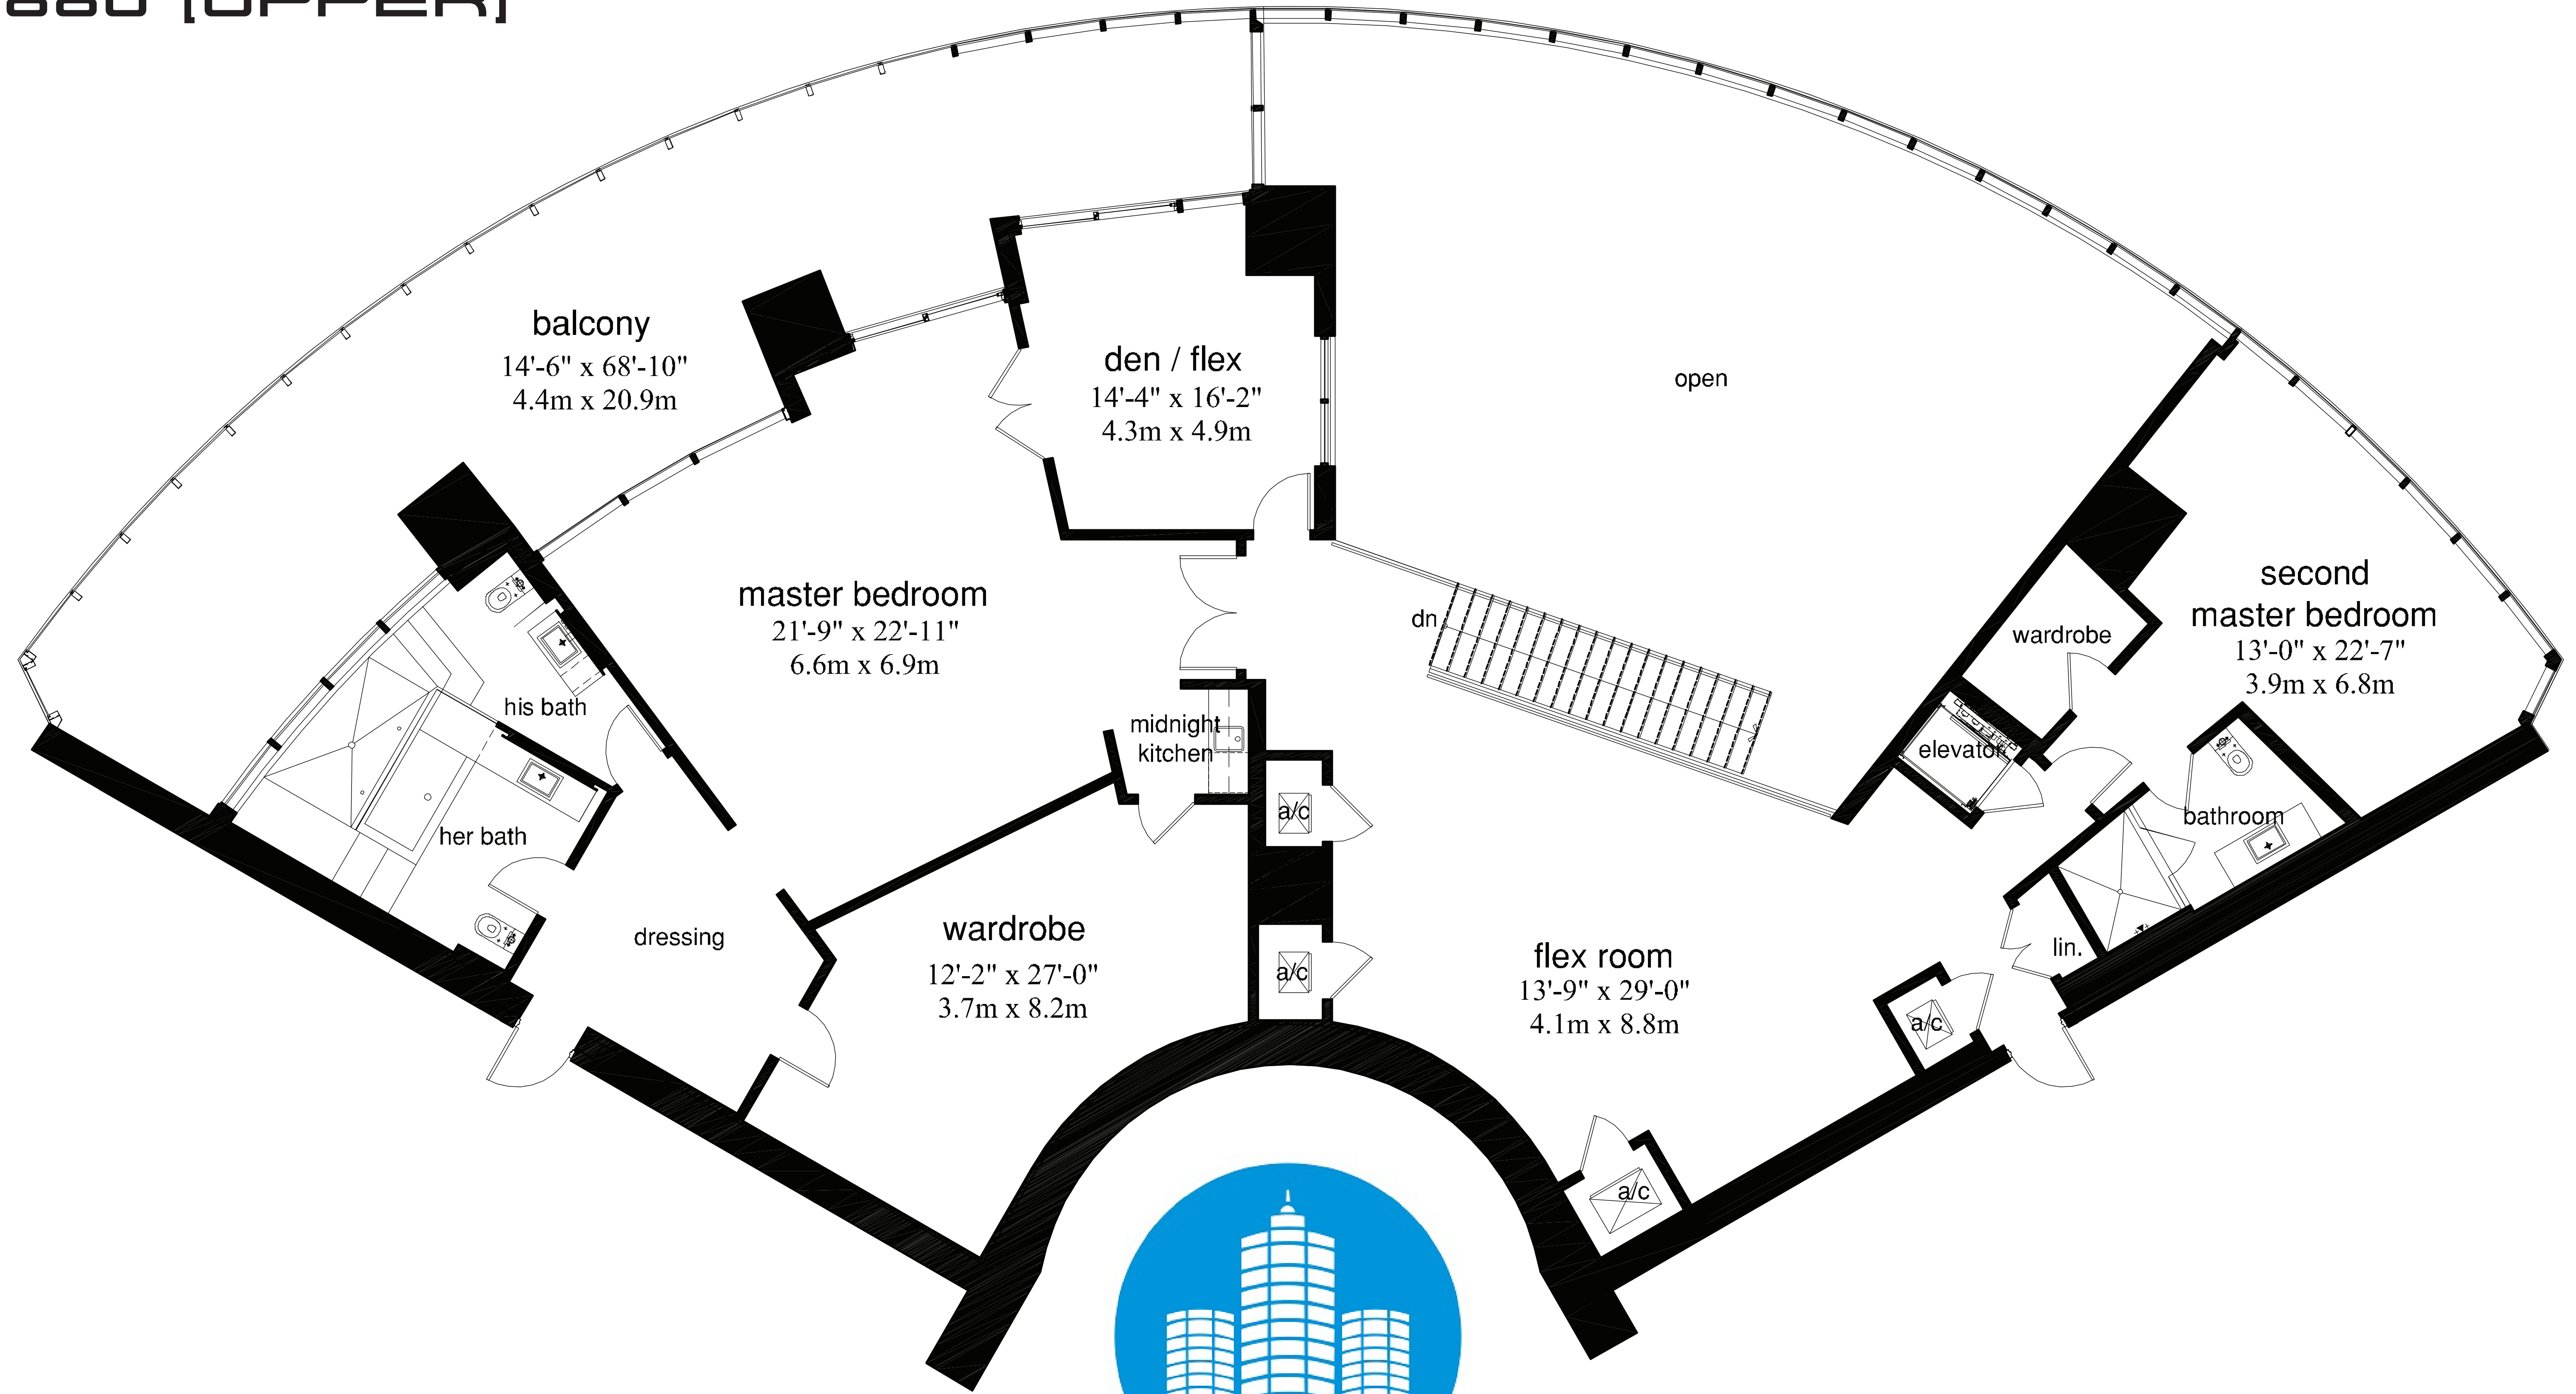 [UPPER]
balcony
14'-6" x 68'-10"
4.4m x 20.9m
den / flex
14'-4" x 16'-2"
4.3m x 4.9m
open
master bedroom
21'-9" x 22'-11"
6.6m x 6.9m
dn
second
master bedroom
13'-0" x 22'-7"
3.9m x 6.8m
wardrobe
elevator
bathroom
lin.
his bath
her bath
midnight
kitchen
a/c
dressing
wardrobe
12'-2" x 27'-0"
3.7m x 8.2m
a/c
flex room
13'-9" x 29'-0"
4.1m x 8.8m
a/c
a/c